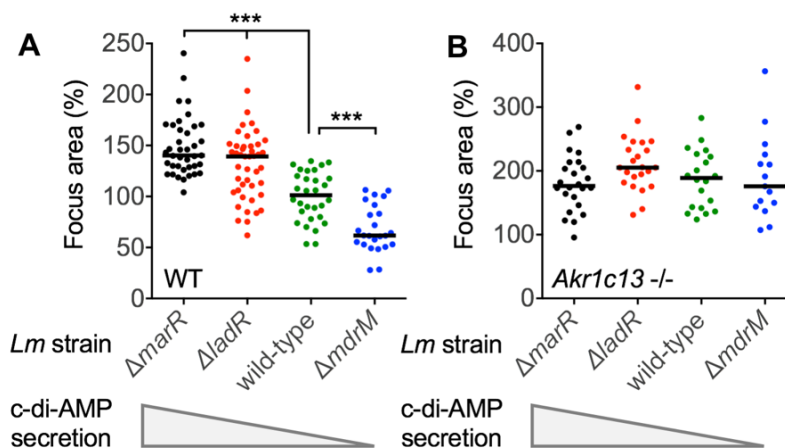 A
Focus area (%)
250
200
150
100
50
0
***
***
WT
Lm strain
ΔmarR
ΔladR
wild-type
ΔmdrM
c-di-AMP
secretion
B
Focus area (%)
400
300
200
100
0
Akr1c13 -/-
Lm strain
ΔmarR
ΔladR
wild-type
ΔmdrM
c-di-AMP
secretion